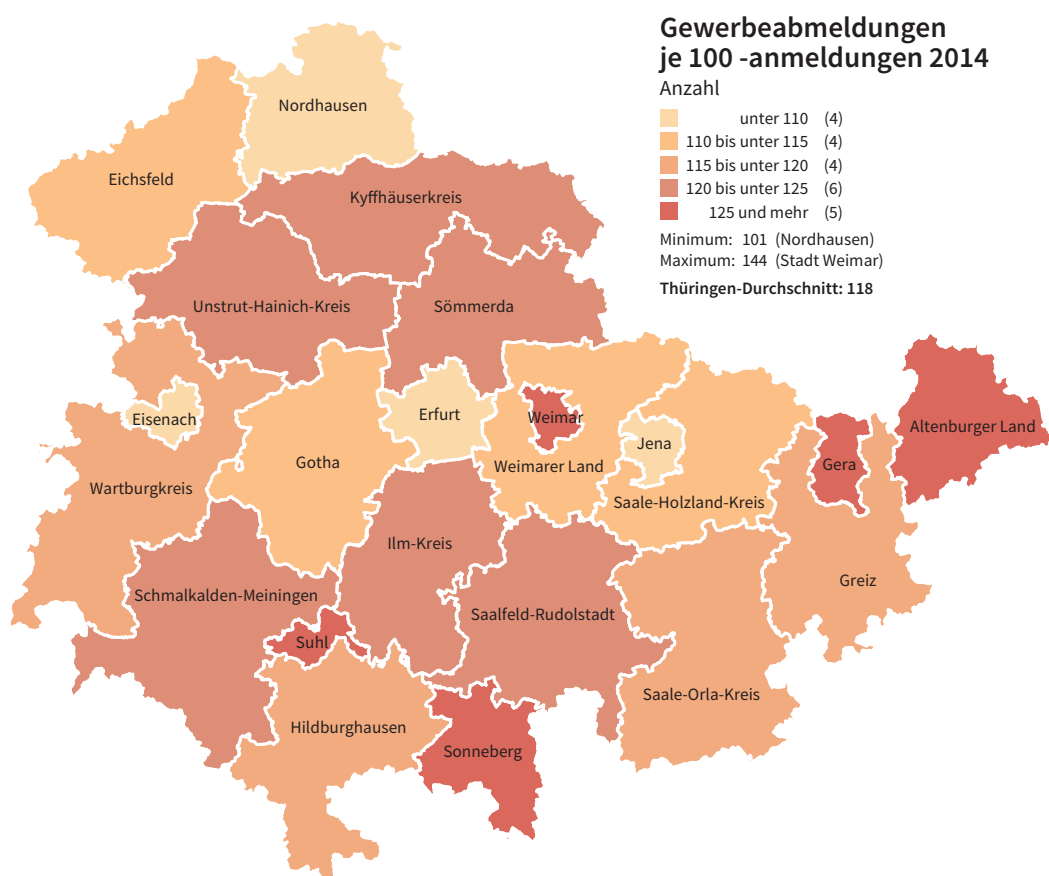 Gewerbeabmeldungen
je 100 -anmeldungen 2014
Anzahl
unter 110 (4)
110 bis unter 115 (4)
115 bis unter 120 (4)
120 bis unter 125 (6)
125 und mehr (5)
Minimum: 101 (Nordhausen)
Maximum: 144 (Stadt Weimar)
Thüringen-Durchschnitt: 118
Nordhausen
Eichsfeld
Kyffhäuserkreis
Unstrut-Hainich-Kreis
Sömmerda
Eisenach
Erfurt
Weimar
Altenburger Land
Jena
Gotha
Weimarer Land
Gera
Wartburgkreis
Saale-Holzland-Kreis
Ilm-Kreis
Greiz
Schmalkalden-Meiningen
Saalfeld-Rudolstadt
Suhl
Saale-Orla-Kreis
Hildburghausen
Sonneberg